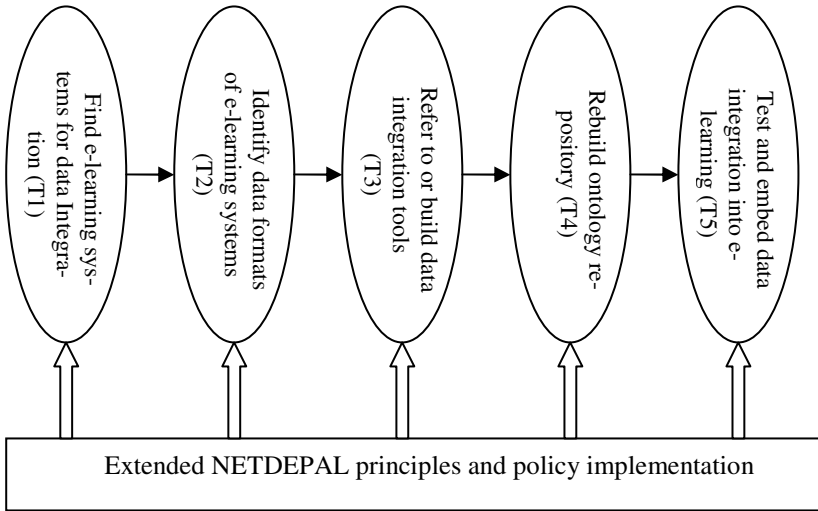 Find e-learning sys-
tems for data Integra-
tion (T1)
Identify data formats
of e-learning systems
(T2)
Refer to or build data
integration tools
(T3)
Rebuild ontology re-
pository (T4)
Test and embed data
integration into e-
learning (T5)
Extended NETDEPAL principles and policy implementation